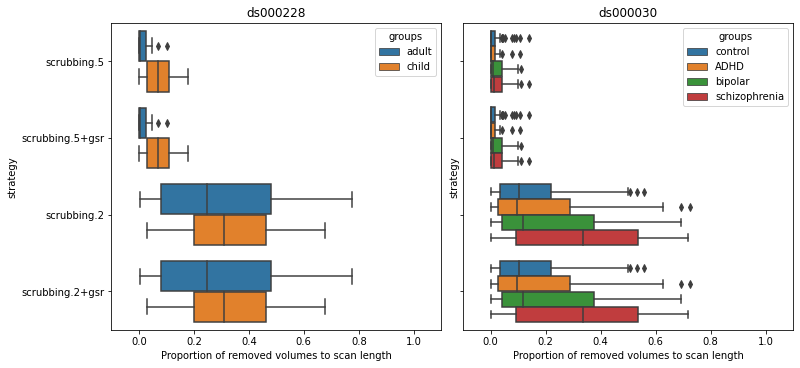 ds000228
strategy
scrubbing.5
scrubbing.5+gsr
scrubbing.2
scrubbing.2+gsr
groups
adult
child
0.0 0.2 0.4 0.6 0.8 1.0
Proportion of removed volumes to scan length
ds000030
strategy
groups
control
ADHD
bipolar
schizophrenia
0.0 0.2 0.4 0.6 0.8 1.0
Proportion of removed volumes to scan length